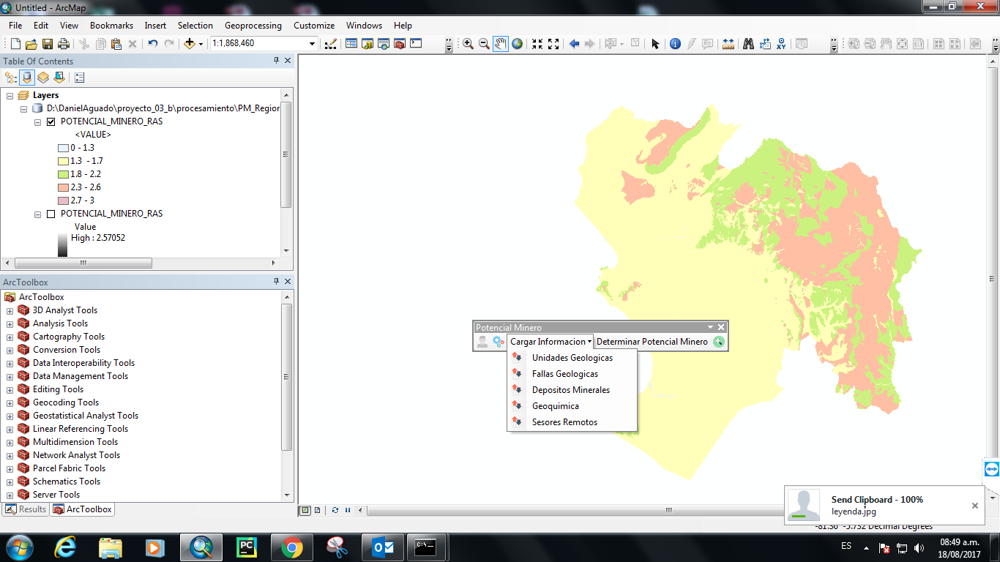 Untitled - ArcMap
File Edit View Bookmarks Insert Selection Geoprocessing Customize Windows Help
1:1,868,460
Table Of Contents
Layers
D:\DanielAguado\proyecto_03_b\procesamiento\PM_Region
POTENCIAL_MINERO_RAS
<VALUE>
0 - 1.3
1.3 - 1.7
1.8 - 2.2
2.3 - 2.6
2.7 - 3
POTENCIAL_MINERO_RAS
Value
High : 2.57052
ArcToolbox
ArcToolbox
3D Analyst Tools
Analysis Tools
Cartography Tools
Conversion Tools
Data Interoperability Tools
Data Management Tools
Editing Tools
Geocoding Tools
Geostatistical Analyst Tools
Linear Referencing Tools
Multidimension Tools
Network Analyst Tools
Parcel Fabric Tools
Schematics Tools
Server Tools
Results ArcToolbox
Potencial Minero
Cargar Informacion Determinar Potencial Minero
Unidades Geologicas
Fallas Geologicas
Depositos Minerales
Geoquimica
Sesores Remotos
Send Clipboard - 100%
leyenda.jpg
-81.36 -5.732 Decimal Degrees
PC
C:\
ES
08:49 a.m.
18/08/2017